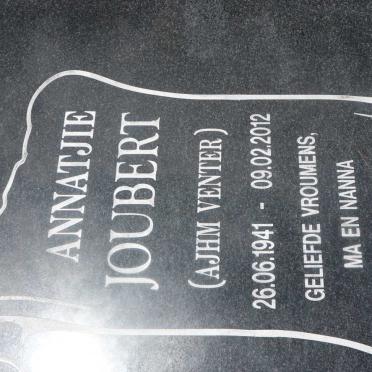 ANNATJIE
JOUBERT
(AJHM VENTER)
26.06.1941 - 09.02.2012
GELIEFDE VROUMENS,
MA EN NANNA